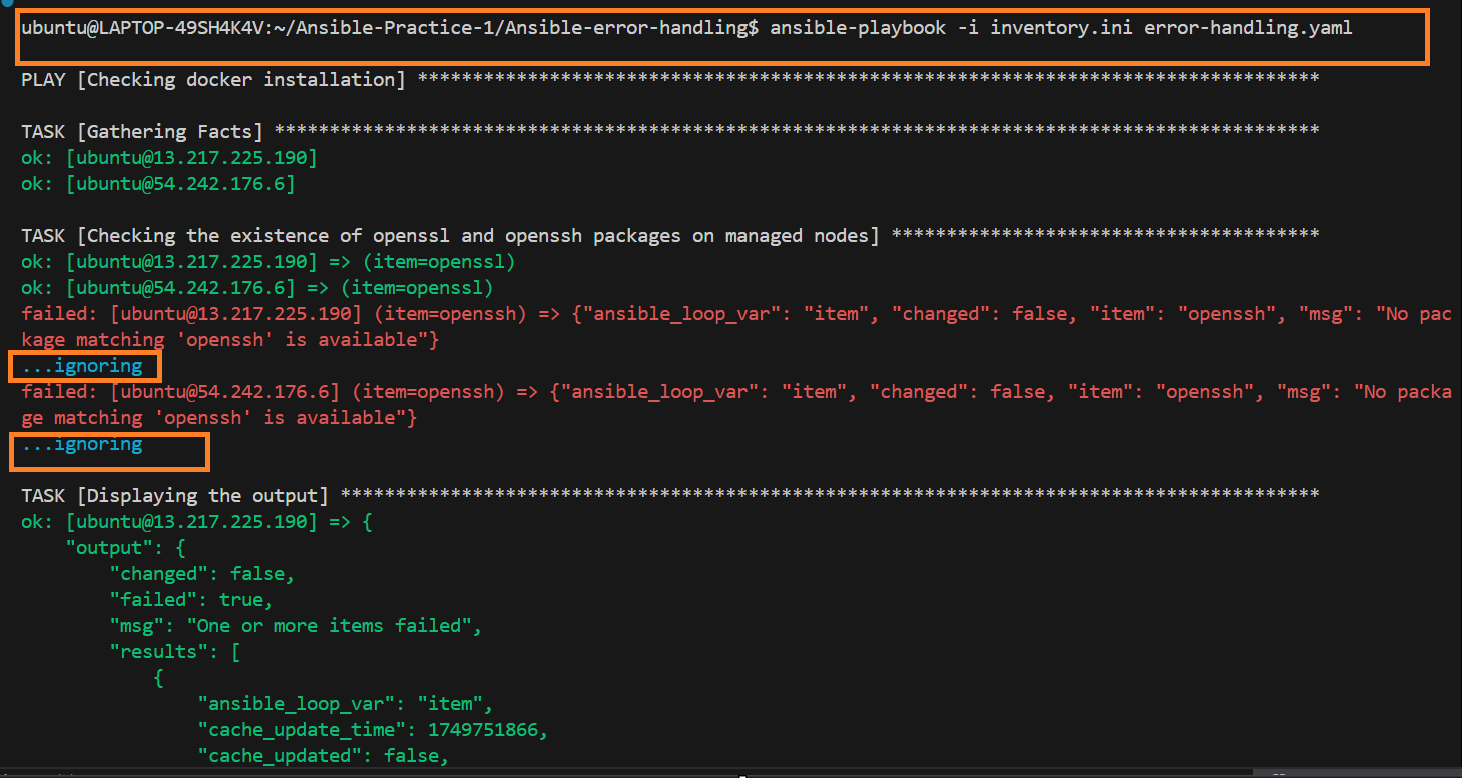 ubuntu@LAPTOP-49SH4K4V:~/Ansible-Practice-1/Ansible-error-handling$ ansible-playbook -i inventory.ini error-handling.yaml
PLAY [Checking docker installation] **********************************************************************************
TASK [Gathering Facts] ***********************************************************************************************
ok: [ubuntu@13.217.225.190]
ok: [ubuntu@54.242.176.6]
TASK [Checking the existence of openssl and openssh packages on managed nodes] ***************************************
ok: [ubuntu@13.217.225.190] => (item=openssl)
ok: [ubuntu@54.242.176.6] => (item=openssl)
failed: [ubuntu@13.217.225.190] (item=openssh) => {"ansible_loop_var": "item", "changed": false, "item": "openssh", "msg": "No pac
kage matching 'openssh' is available"}
...ignoring
failed: [ubuntu@54.242.176.6] (item=openssh) => {"ansible_loop_var": "item", "changed": false, "item": "openssh", "msg": "No packa
ge matching 'openssh' is available"}
...ignoring
TASK [Displaying the output] *****************************************************************************************
ok: [ubuntu@13.217.225.190] => {
    "output": {
        "changed": false,
        "failed": true,
        "msg": "One or more items failed",
        "results": [
            {
                "ansible_loop_var": "item",
                "cache_update_time": 1749751866,
                "cache_updated": false,